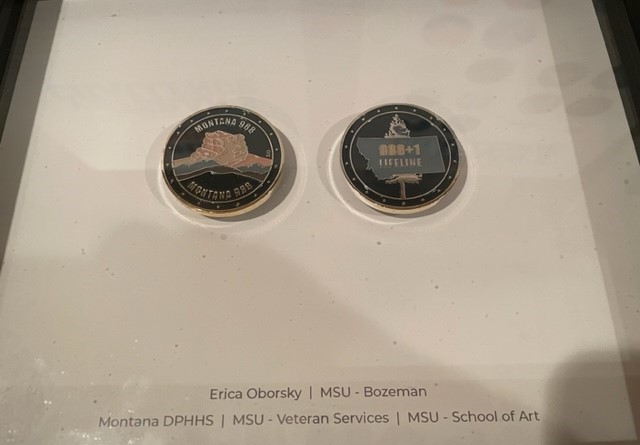 MONTANA 988
MONTANA 988
988+1
LIFELINE
Erica Oborsky | MSU - Bozeman
Montana DPHHS | MSU - Veteran Services | MSU - School of Art